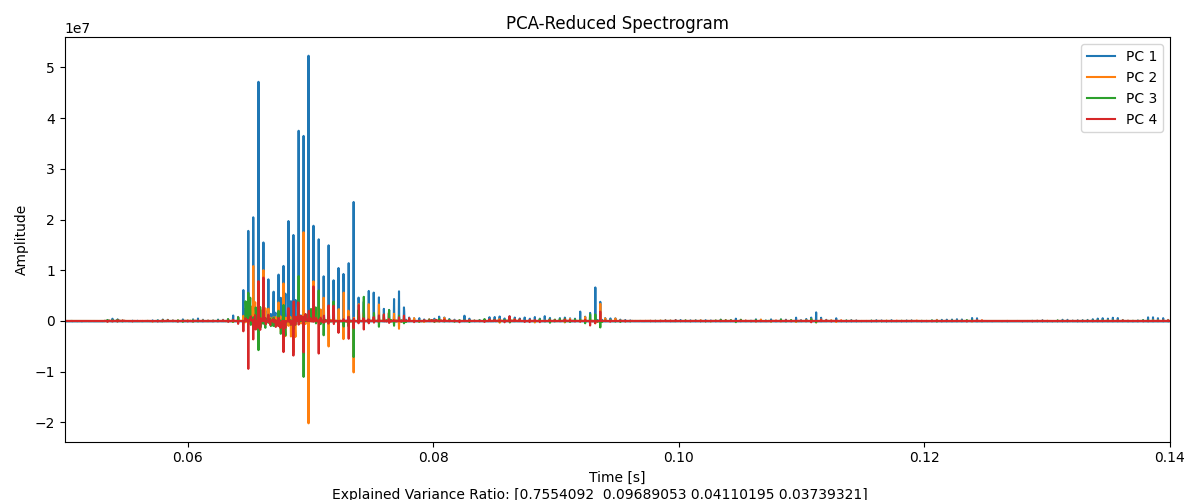 PCA-Reduced Spectrogram
1e7
PC 1
PC 2
PC 3
PC 4
5
4
3
2
1
0
−1
−2
Amplitude
0.06 0.08 0.10 0.12 0.14
Time [s]
Explained Variance Ratio: [0.7554092  0.09689053 0.04110195 0.03739321]